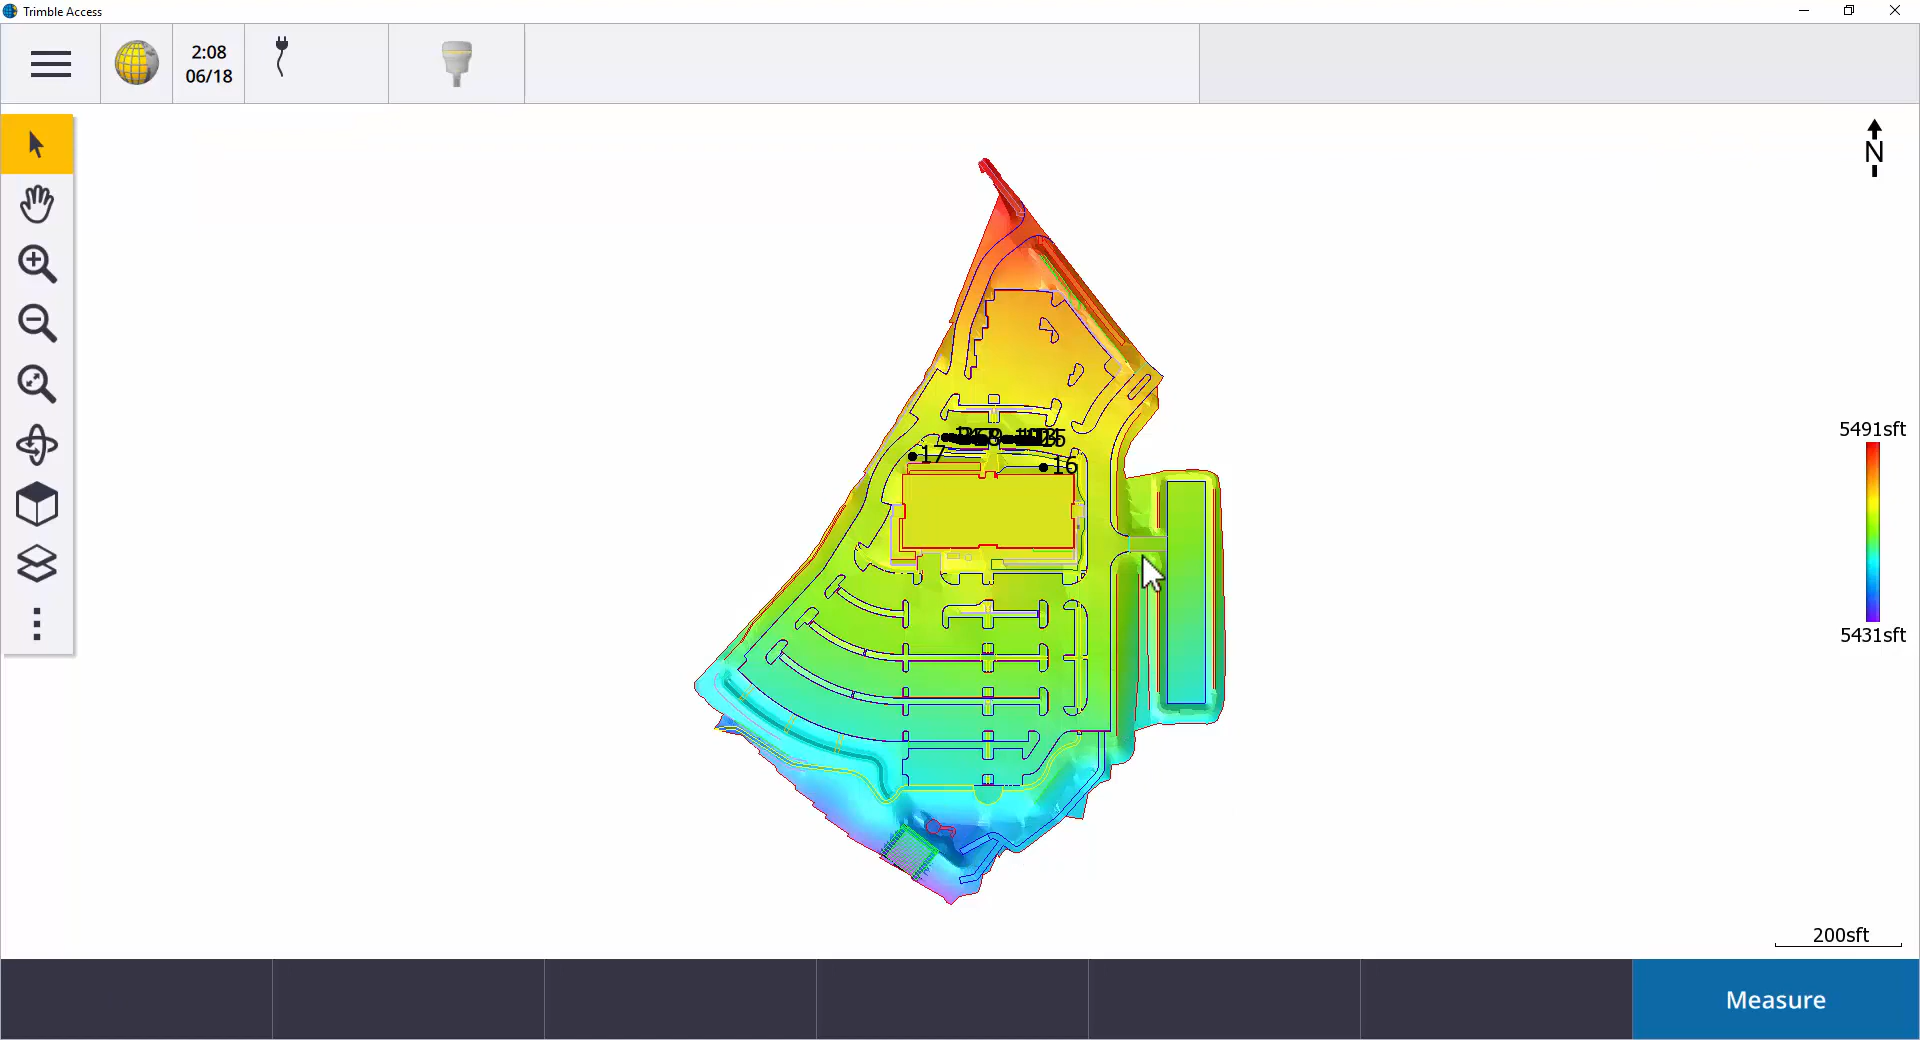 Trimble Access
2:08
06/18
N
17
16
5491sft
5431sft
200sft
Measure